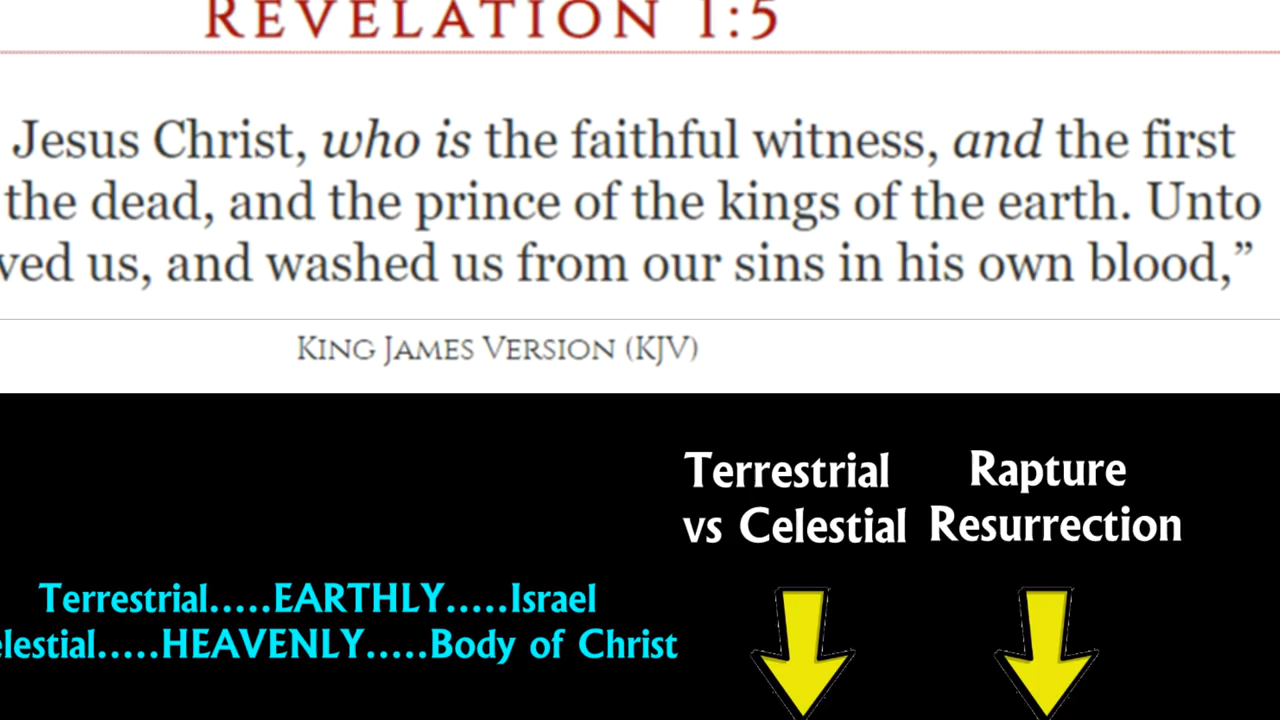 REVELATION 1:5
Jesus Christ, who is the faithful witness, and the first
the dead, and the prince of the kings of the earth. Unto
ved us, and washed us from our sins in his own blood,”
KING JAMES VERSION (KJV)
Terrestrial
vs Celestial
Rapture
Resurrection
Terrestrial.....EARTHLY.....Israel
elestial.....HEAVENLY.....Body of Christ